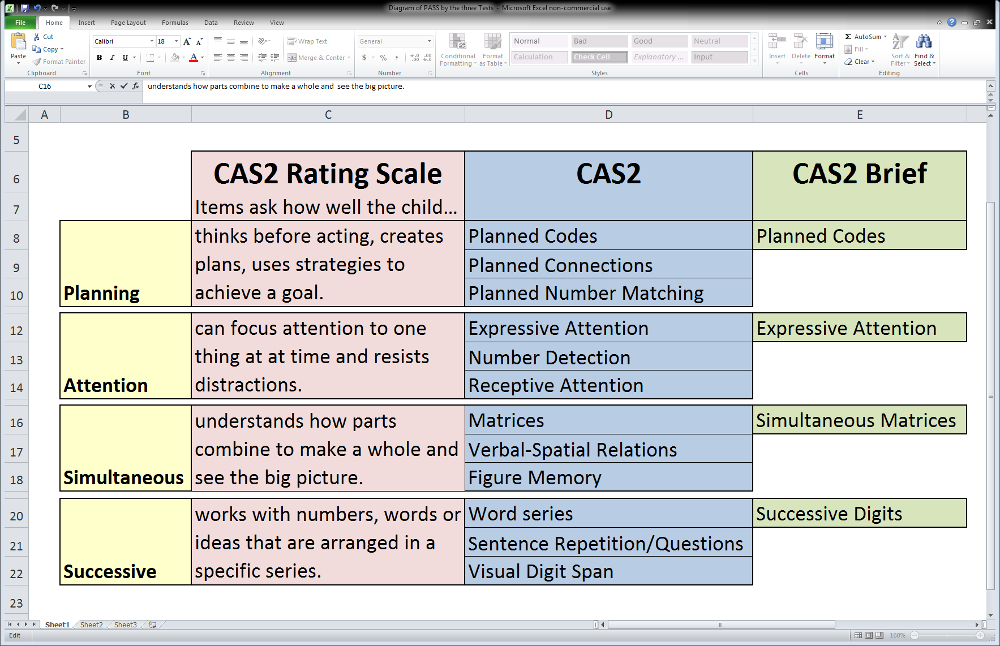 Diagram of PASS by the three Tests - Microsoft Excel non-commercial use
File Home Insert Page Layout Formulas Data Review View
Paste Cut Copy Format Painter Clipboard
Calibri 18 A A B I U A Font
Wrap Text Merge & Center Alignment
General $ % , .00 .0 Number
Conditional Formatting Format as Table
Normal Bad Good Neutral
Calculation Check Cell Explanatory ... Input
Styles
Insert Delete Format Cells
Σ AutoSum Fill Clear Sort & Filter Find & Select Editing
C16 fx understands how parts combine to make a whole and see the big picture.
A B C D E
5
6 CAS2 Rating Scale CAS2 CAS2 Brief
7 Items ask how well the child...
8 thinks before acting, creates Planned Codes Planned Codes
9 plans, uses strategies to Planned Connections
10 Planning achieve a goal. Planned Number Matching
12 can focus attention to one Expressive Attention Expressive Attention
13 thing at at time and resists Number Detection
14 Attention distractions. Receptive Attention
16 understands how parts Matrices Simultaneous Matrices
17 combine to make a whole and Verbal-Spatial Relations
18 Simultaneous see the big picture. Figure Memory
20 works with numbers, words or Word series Successive Digits
21 ideas that are arranged in a Sentence Repetition/Questions
22 Successive specific series. Visual Digit Span
23
Sheet1 Sheet2 Sheet3
Edit 160%